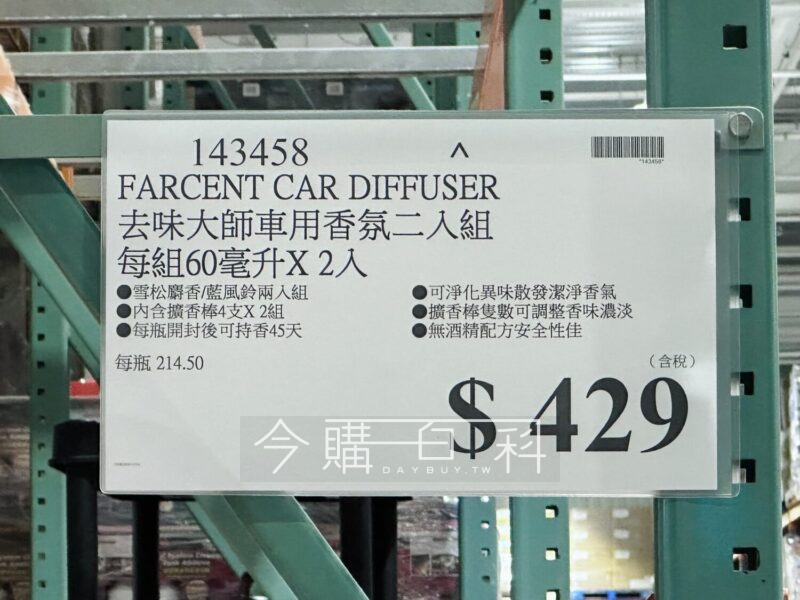 143458
^
"143458"
FARCENT CAR DIFFUSER
去味大師車用香氛二入組
每組60毫升X 2入
●雪松麝香/藍風鈴兩入組
●內含擴香棒4支X 2組
●每瓶開封後可持香45天
●可淨化異味散發潔淨香氣
●擴香棒隻數可調整香味濃淡
●無酒精配方安全性佳
每瓶 214.50
(含稅)
$ 429
今購百科
DAYBUY.TW